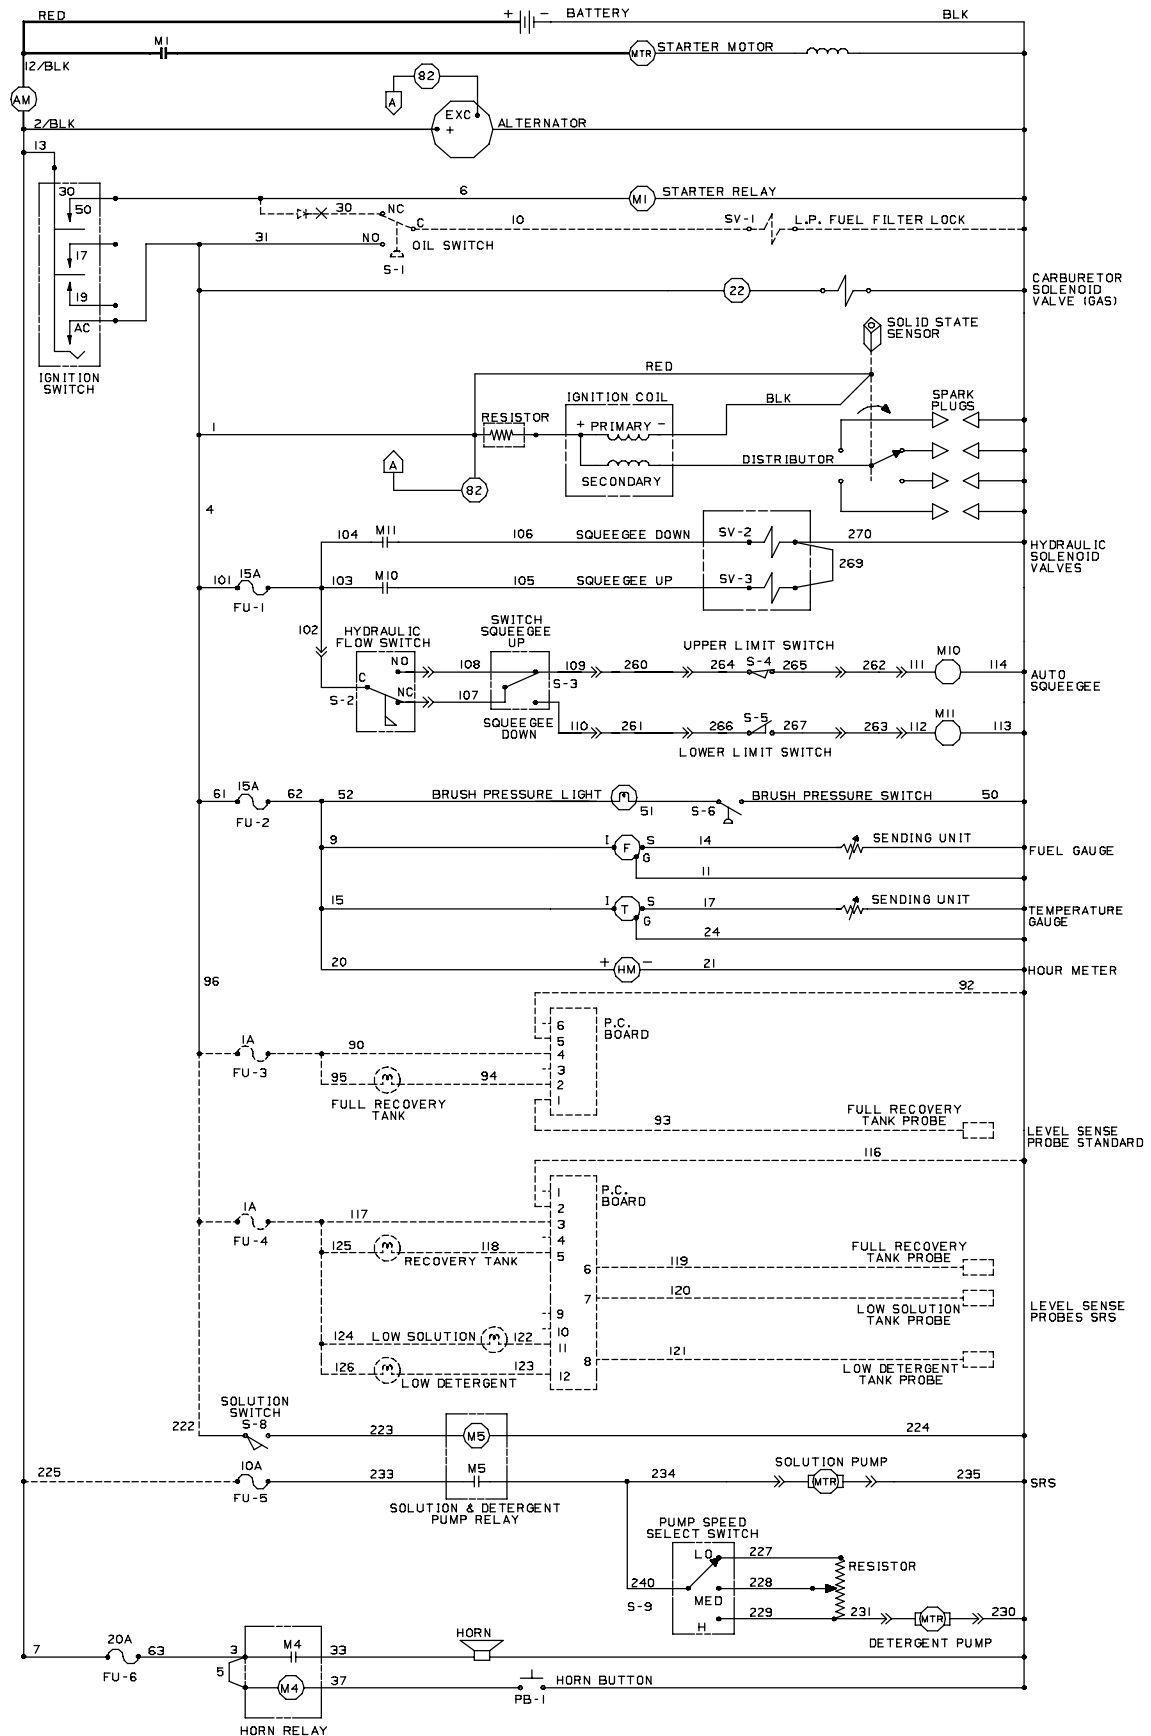 RED
+ - BATTERY
BLK
M1
MTR STARTER MOTOR
12/BLK
82
A
AM
EXC
+
ALTERNATOR
2/BLK
13
30
50
17
19
AC
IGNITION
SWITCH
6
M1 STARTER RELAY
30
NC
C
10
SV-1
L.P. FUEL FILTER LOCK
31
NO
OIL SWITCH
S-1
22
CARBURETOR
SOLENOID
VALVE (GAS)
SOLID STATE
SENSOR
RED
IGNITION COIL
BLK
SPARK
PLUGS
1
RESISTOR
+ PRIMARY -
A
SECONDARY
DISTRIBUTOR
82
4
104
M11
106
SQUEEGEE DOWN
SV-2
270
HYDRAULIC
SOLENOID
VALVES
269
101
15A
FU-1
103
M10
105
SQUEEGEE UP
SV-3
102
HYDRAULIC
FLOW SWITCH
SWITCH
SQUEEGEE
UP
UPPER LIMIT SWITCH
NO
108
109
260
264
S-4
265
262
111
M10
114
AUTO
SQUEEGEE
C
S-2
NC
107
S-3
SQUEEGEE
DOWN
110
261
266
S-5
267
263
112
M11
113
LOWER LIMIT SWITCH
61
15A
FU-2
62
52
BRUSH PRESSURE LIGHT
51
S-6
BRUSH PRESSURE SWITCH
50
9
I
F
S
G
14
SENDING UNIT
FUEL GAUGE
11
15
I
T
S
G
17
SENDING UNIT
TEMPERATURE
GAUGE
24
20
+ HM -
21
HOUR METER
96
92
P.C.
BOARD
6
5
4
3
2
1
1A
FU-3
90
95
94
FULL RECOVERY
TANK
93
FULL RECOVERY
TANK PROBE
LEVEL SENSE
PROBE STANDARD
116
P.C.
BOARD
1
2
3
4
5
6
7
9
10
11
8
12
1A
FU-4
117
125
118
RECOVERY TANK
119
FULL RECOVERY
TANK PROBE
120
LOW SOLUTION
TANK PROBE
LEVEL SENSE
PROBES SRS
124
LOW SOLUTION
122
126
123
LOW DETERGENT
121
LOW DETERGENT
TANK PROBE
SOLUTION
SWITCH
S-8
222
223
M5
224
225
10A
FU-5
233
M5
234
SOLUTION PUMP
MTR
235
SRS
SOLUTION & DETERGENT
PUMP RELAY
PUMP SPEED
SELECT SWITCH
LO
227
RESISTOR
240
S-9
MED
228
H
229
231
MTR
230
DETERGENT PUMP
7
20A
FU-6
63
3
M4
33
HORN
5
M4
37
PB-1
HORN BUTTON
HORN RELAY